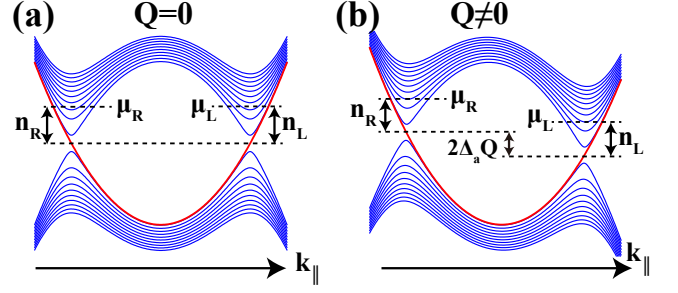 (a) Q=0
μ_R μ_L
n_R n_L
k_∥
(b) Q≠0
μ_R
n_R μ_L
2Δ_a Q n_L
k_∥